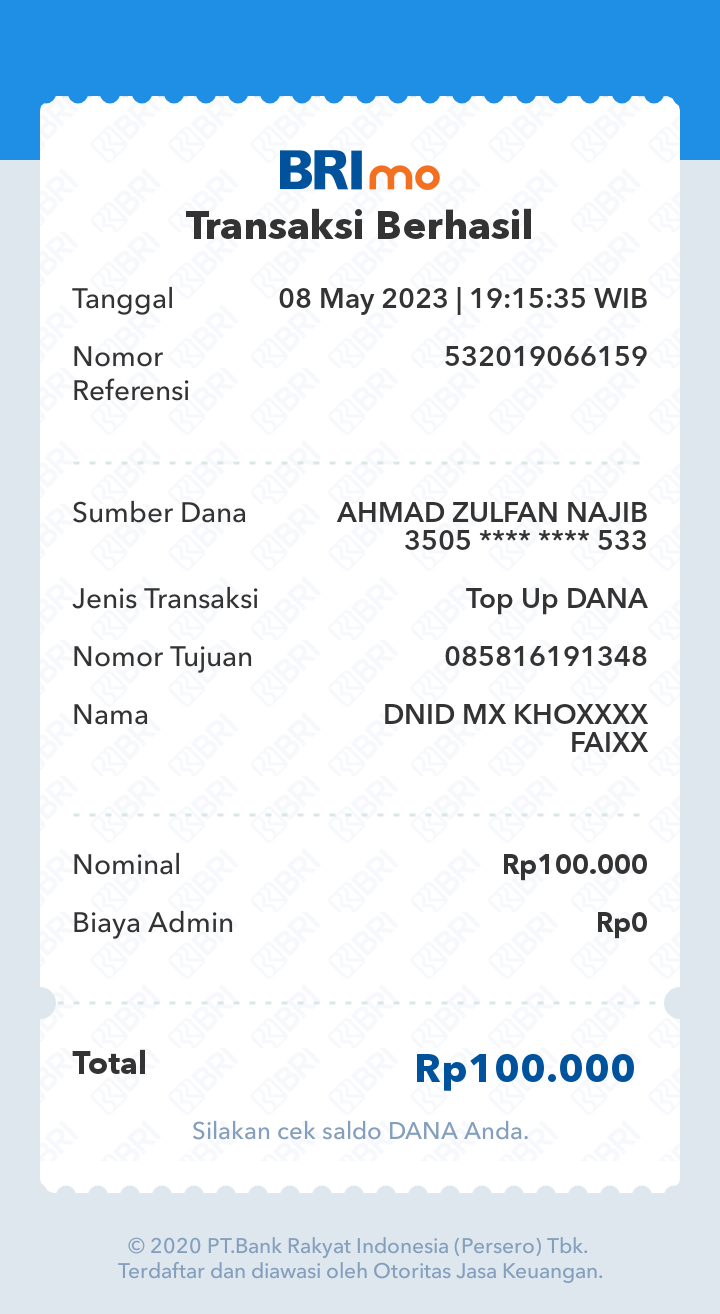 BRImo
Transaksi Berhasil
Tanggal 08 May 2023 | 19:15:35 WIB
Nomor Referensi 532019066159
Sumber Dana AHMAD ZULFAN NAJIB
3505 **** **** 533
Jenis Transaksi Top Up DANA
Nomor Tujuan 085816191348
Nama DNID MX KHOXXXX
FAIXX
Nominal Rp100.000
Biaya Admin Rp0
Total Rp100.000
Silakan cek saldo DANA Anda.
© 2020 PT.Bank Rakyat Indonesia (Persero) Tbk.
Terdaftar dan diawasi oleh Otoritas Jasa Keuangan.